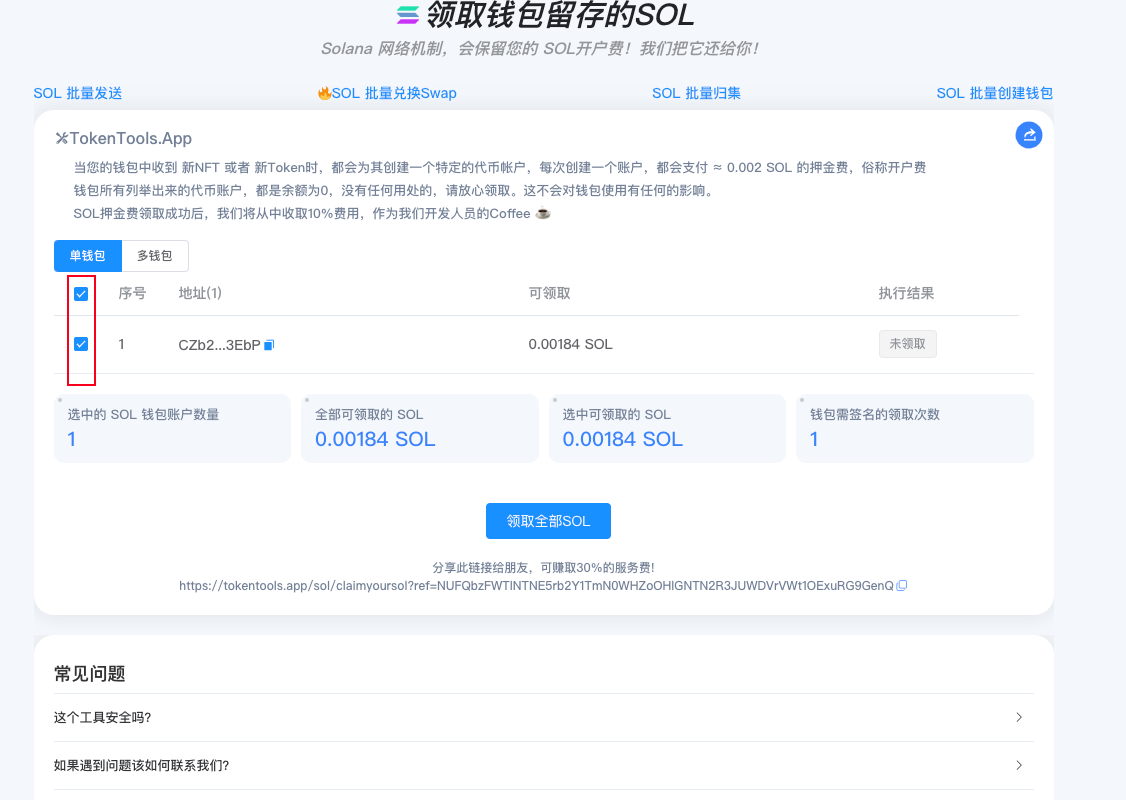 领取钱包留存的SOL
Solana 网络机制，会保留您的 SOL开户费！我们把它还给你！
SOL 批量发送
🔥SOL 批量兑换Swap
SOL 批量归集
SOL 批量创建钱包
TokenTools.App
当您的钱包中收到 新NFT 或者 新Token时，都会为其创建一个特定的代币帐户，每次创建一个账户，都会支付 ≈ 0.002 SOL 的押金费，俗称开户费
钱包所有列举出来的代币账户，都是余额为0，没有任何用处的，请放心领取。这不会对钱包使用有任何的影响。
SOL押金费领取成功后，我们将从中收取10%费用，作为我们开发人员的Coffee ☕
单钱包 多钱包
序号 地址(1) 可领取 执行结果
1 CZb2...3EbP 0.00184 SOL 未领取
选中的 SOL 钱包账户数量
1
全部可领取的 SOL
0.00184 SOL
选中可领取的 SOL
0.00184 SOL
钱包需签名的领取次数
1
领取全部SOL
分享此链接给朋友，可赚取30%的服务费!
https://tokentools.app/sol/claimyoursol?ref=NUFQbzFWTlNTNE5rb2Y1TmN0WHZoOHlGNTN2R3JUWDVrVWt1OExuRG9GenQ
常见问题
这个工具安全吗?
如果遇到问题该如何联系我们?